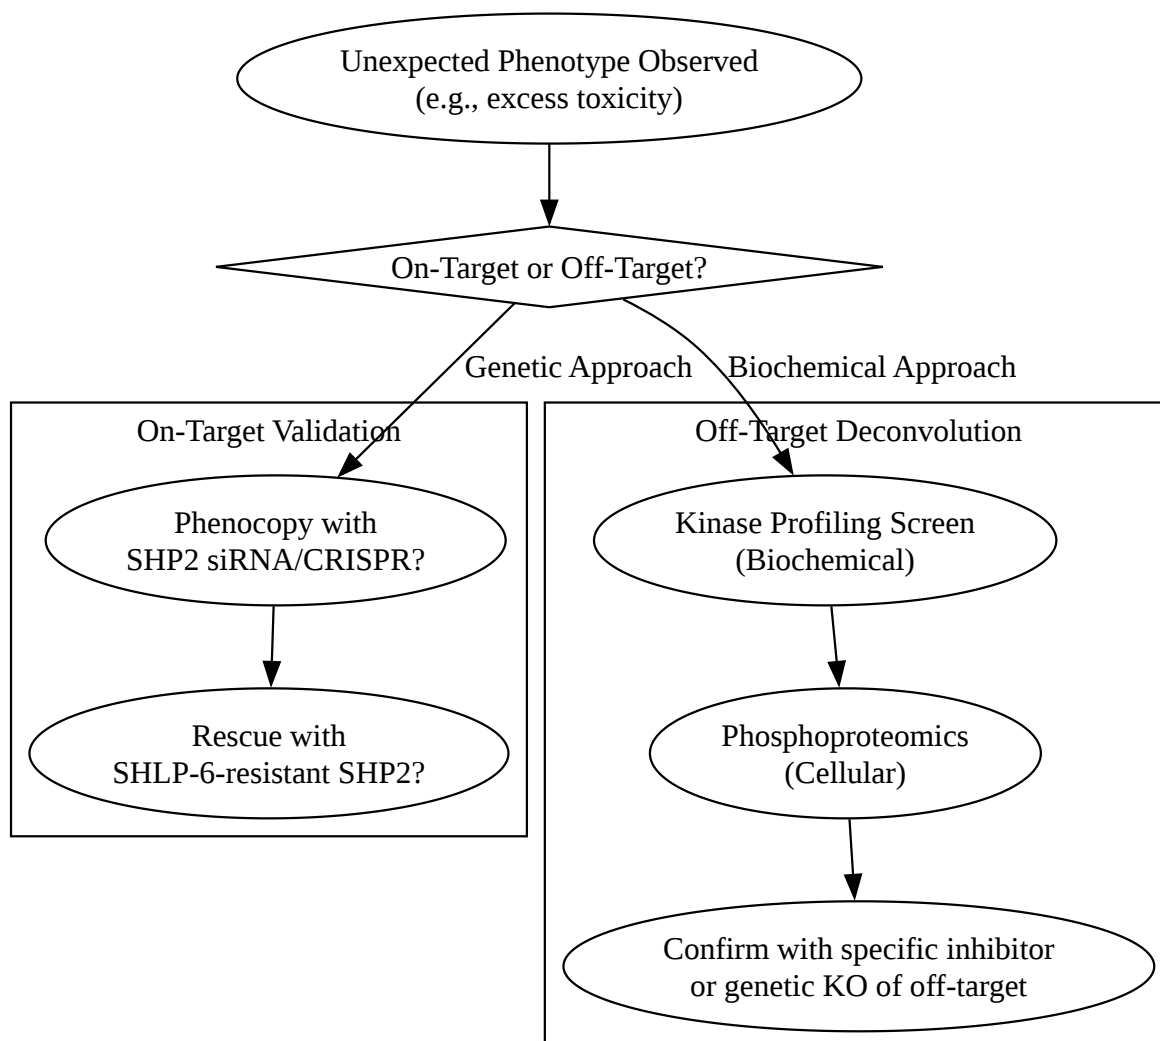 Unexpected Phenotype Observed
(e.g., excess toxicity)
On-Target or Off-Target?
Genetic Approach
Biochemical Approach
On-Target Validation
Phenocopy with
SHP2 siRNA/CRISPR?
Rescue with
SHLP-6-resistant SHP2?
Off-Target Deconvolution
Kinase Profiling Screen
(Biochemical)
Phosphoproteomics
(Cellular)
Confirm with specific inhibitor
or genetic KO of off-target